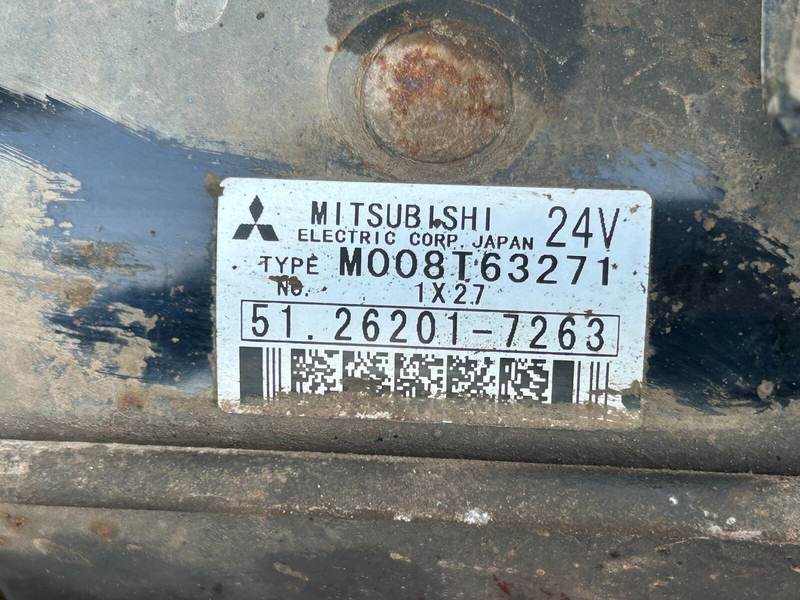 MITSUBISHI 24V
ELECTRIC CORP. JAPAN
TYPE M008T63271
NO. 1X27
51.26201-7263